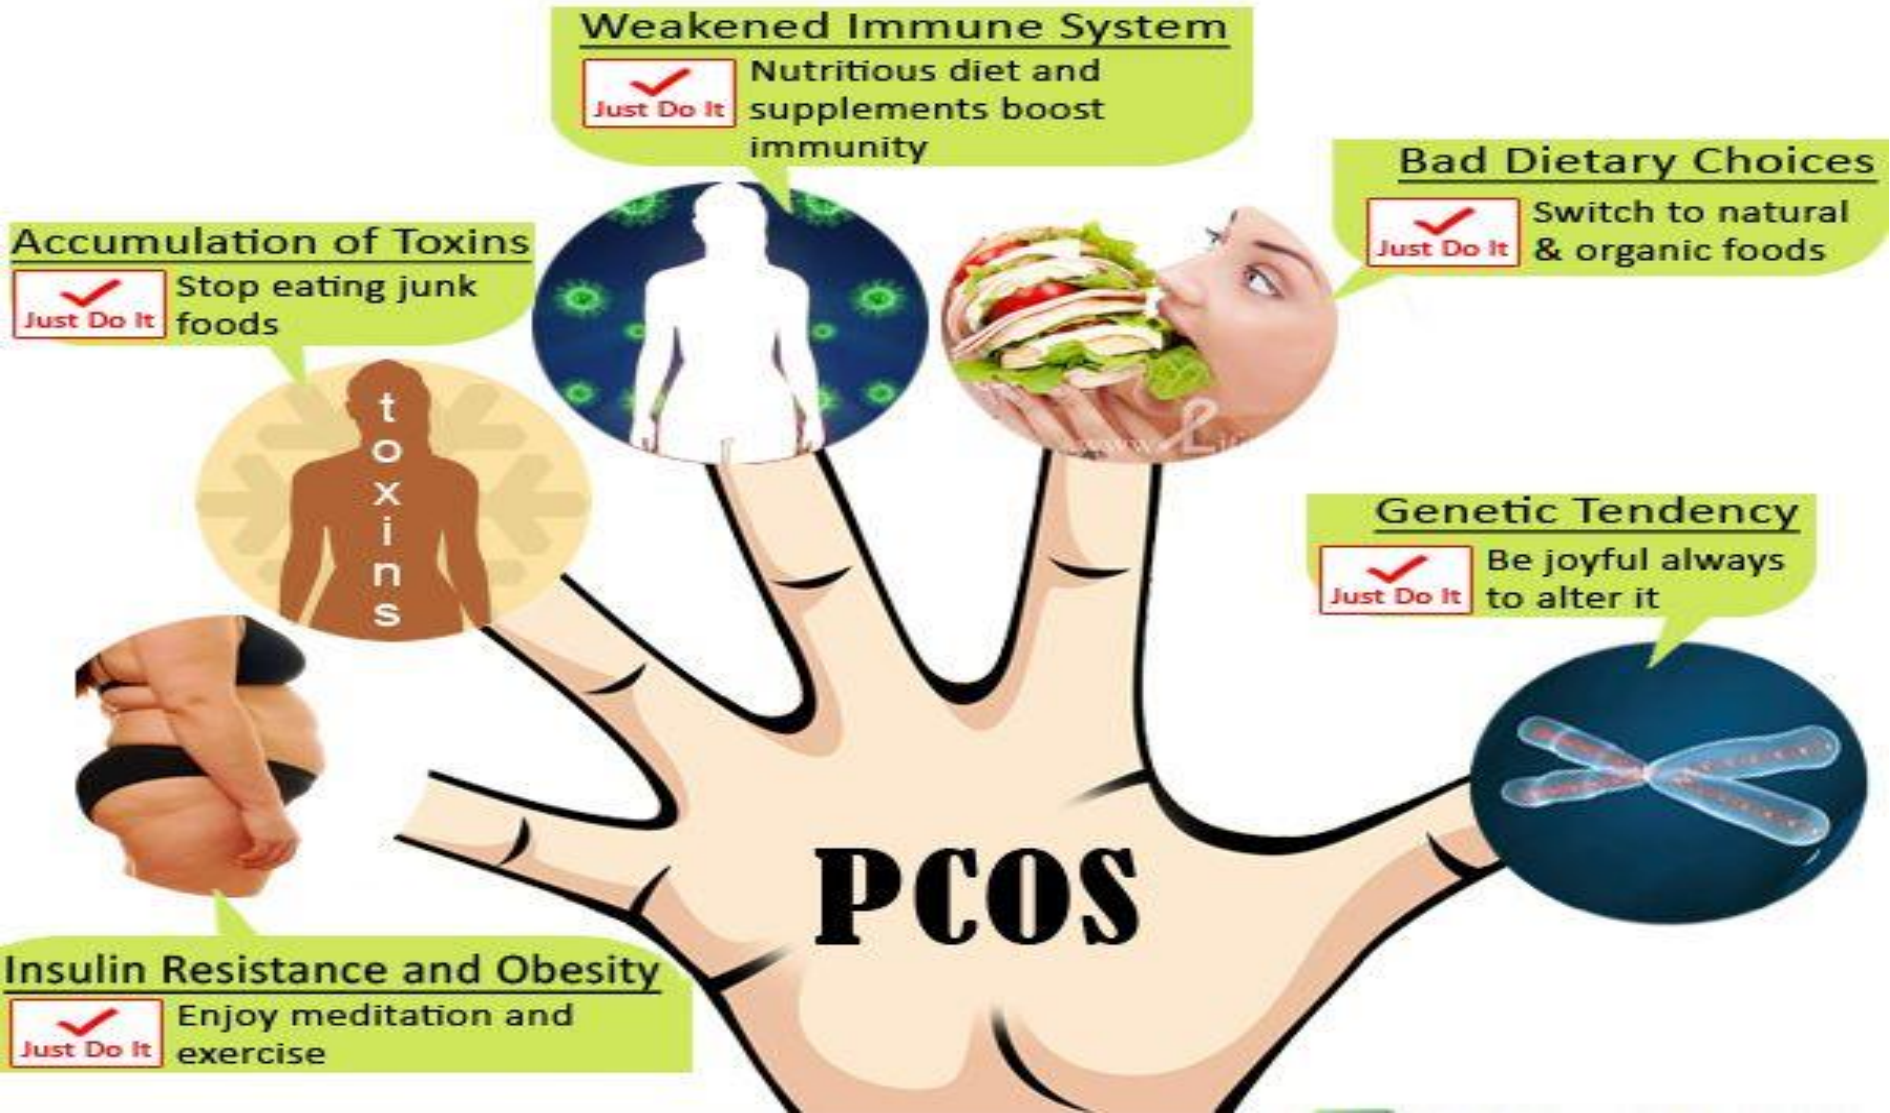 Weakened Immune System
Just Do It
Nutritious diet and
supplements boost
immunity
Bad Dietary Choices
Just Do It
Switch to natural
& organic foods
Accumulation of Toxins
Just Do It
Stop eating junk
foods
toxins
Genetic Tendency
Just Do It
Be joyful always
to alter it
PCOS
Insulin Resistance and Obesity
Just Do It
Enjoy meditation and
exercise